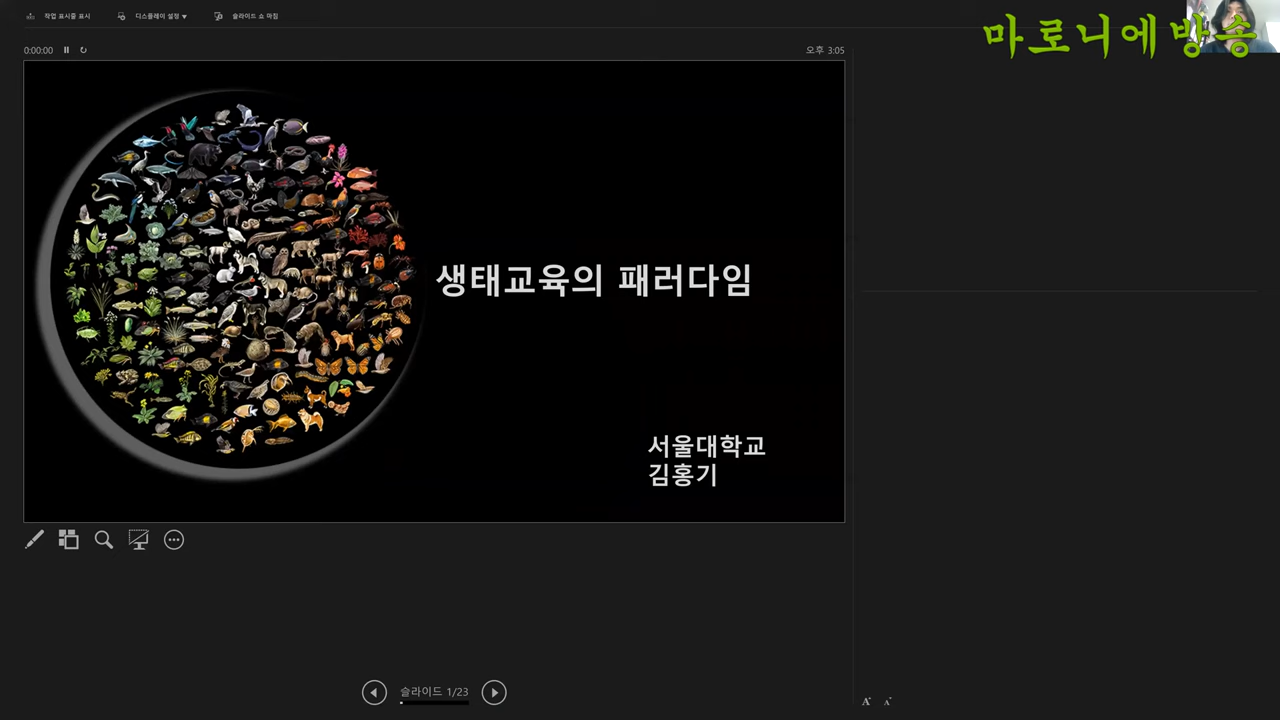 작업 표시줄 표시 디스플레이 설정 ▼ 슬라이드 쇼 마침
마로니에방송
0:00:00 오후 3:05
생태교육의 패러다임
서울대학교
김홍기
슬라이드 1/23
A A